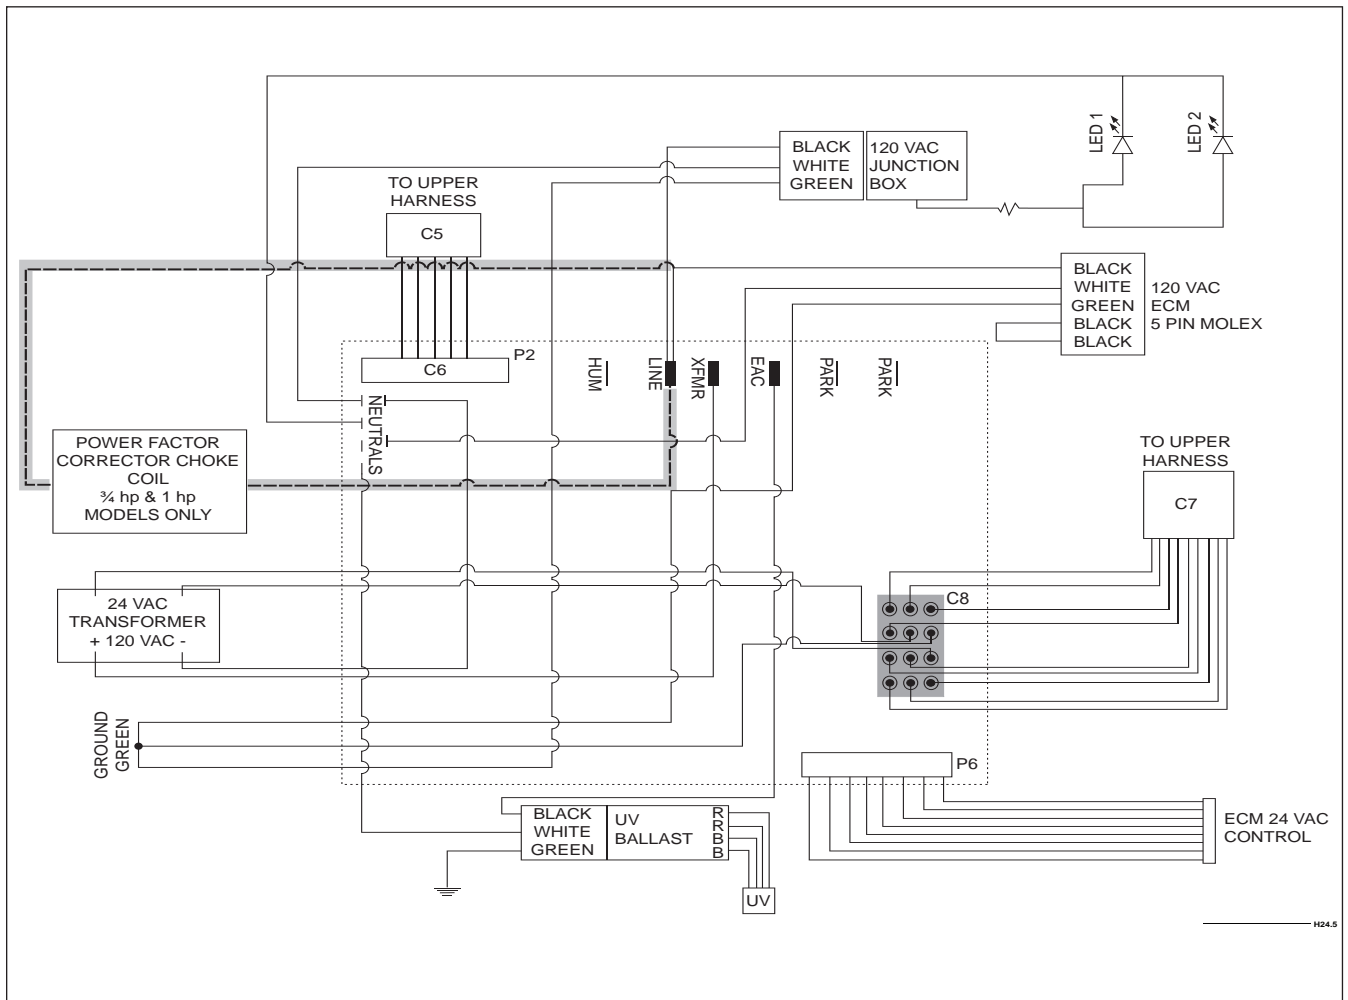 LED 1
LED 2
BLACK
WHITE
GREEN
120 VAC
JUNCTION
BOX
TO UPPER
HARNESS
C5
BLACK
WHITE
GREEN
BLACK
BLACK
120 VAC
ECM
5 PIN MOLEX
P2
C6
HUM
LINE
XFMR
EAC
PARK
PARK
NEUTRALS
POWER FACTOR
CORRECTOR CHOKE
COIL
¾ hp & 1 hp
MODELS ONLY
TO UPPER
HARNESS
C7
24 VAC
TRANSFORMER
+ 120 VAC -
C8
GROUND
GREEN
P6
BLACK
WHITE
GREEN
UV
BALLAST
R
R
B
B
UV
ECM 24 VAC
CONTROL
H24.5